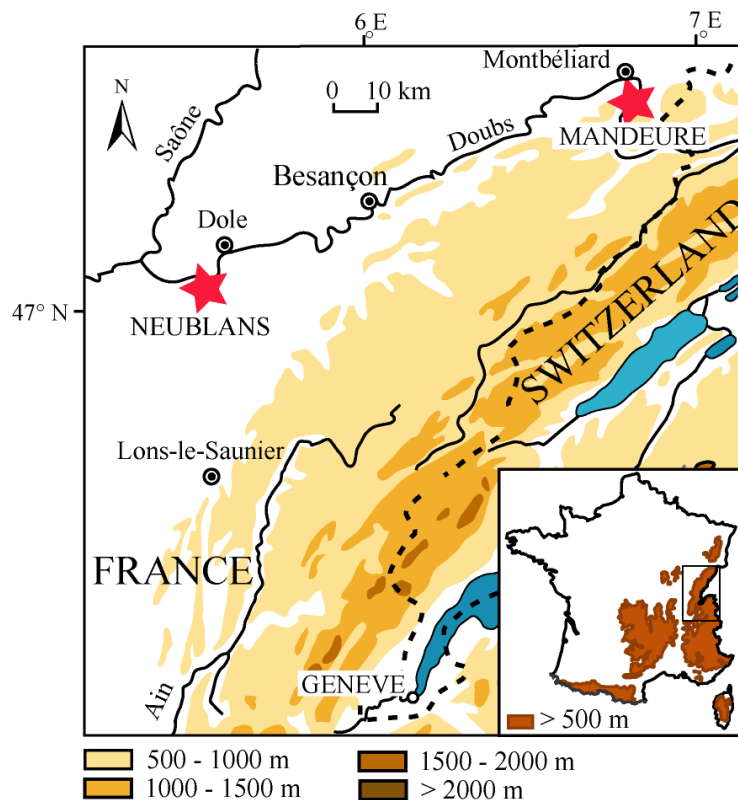 6 E
°
7 E
°
N
0 10 km
Montbéliard
MANDEURE
Saône
Doubs
Besançon
Dole
47° N
NEUBLANS
SWITZERLAND
Lons-le-Saunier
FRANCE
Ain
GENEVE
> 500 m
500 - 1000 m
1500 - 2000 m
1000 - 1500 m
> 2000 m